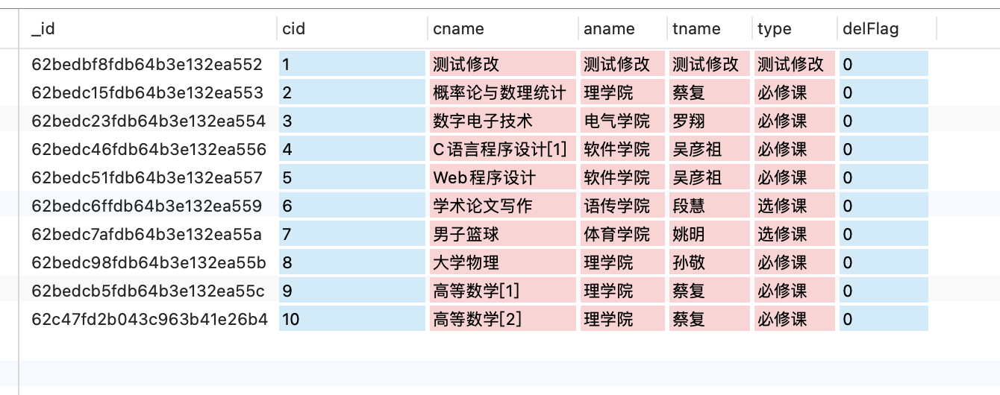 _id cid cname aname tname type delFlag
62bedbf8fdb64b3e132ea552 1 测试修改 测试修改 测试修改 测试修改 0
62bedc15fdb64b3e132ea553 2 概率论与数理统计 理学院 蔡复 必修课 0
62bedc23fdb64b3e132ea554 3 数字电子技术 电气学院 罗翔 必修课 0
62bedc46fdb64b3e132ea556 4 C语言程序设计[1] 软件学院 吴彦祖 必修课 0
62bedc51fdb64b3e132ea557 5 Web程序设计 软件学院 吴彦祖 必修课 0
62bedc6ffdb64b3e132ea559 6 学术论文写作 语传学院 段慧 选修课 0
62bedc7afdb64b3e132ea55a 7 男子篮球 体育学院 姚明 选修课 0
62bedc98fdb64b3e132ea55b 8 大学物理 理学院 孙敬 必修课 0
62bedcb5fdb64b3e132ea55c 9 高等数学[1] 理学院 蔡复 必修课 0
62c47fd2b043c963b41e26b4 10 高等数学[2] 理学院 蔡复 必修课 0